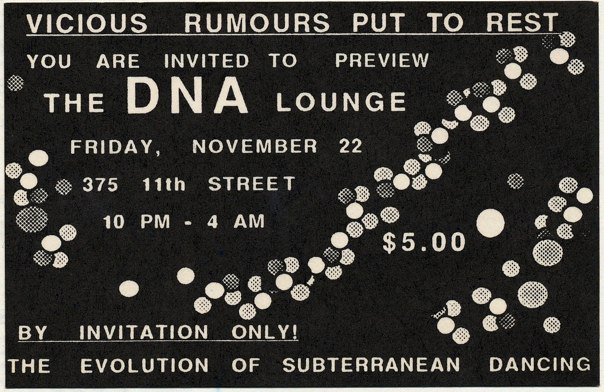 VICIOUS RUMOURS PUT TO REST
YOU ARE INVITED TO PREVIEW
THE DNA LOUNGE
FRIDAY, NOVEMBER 22
375 11th STREET
10 PM - 4 AM
$5.00
BY INVITATION ONLY!
THE EVOLUTION OF SUBTERRANEAN DANCING